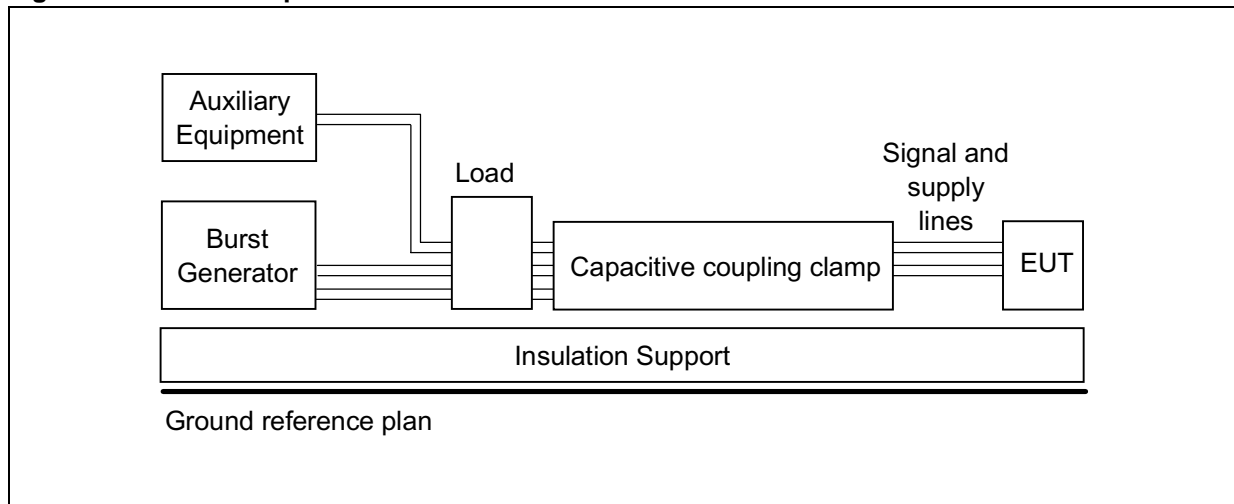 Auxiliary
Equipment
Load
Signal and
supply
lines
Burst
Generator
Capacitive coupling clamp
EUT
Insulation Support
Ground reference plan